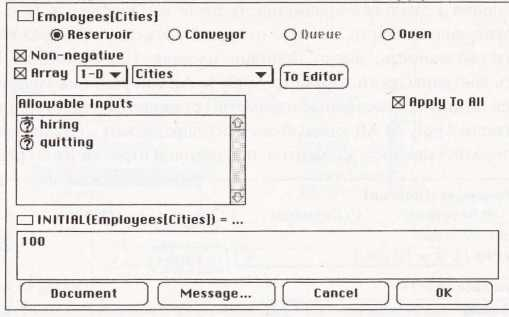 Employees[Cities]
Reservoir Conveyor Queue Oven
Non-negative
Array 1-D Cities To Editor
Allowable Inputs Apply To All
hiring
quitting
INITIAL(Employees[Cities]) = ...
100
Document Message... Cancel OK